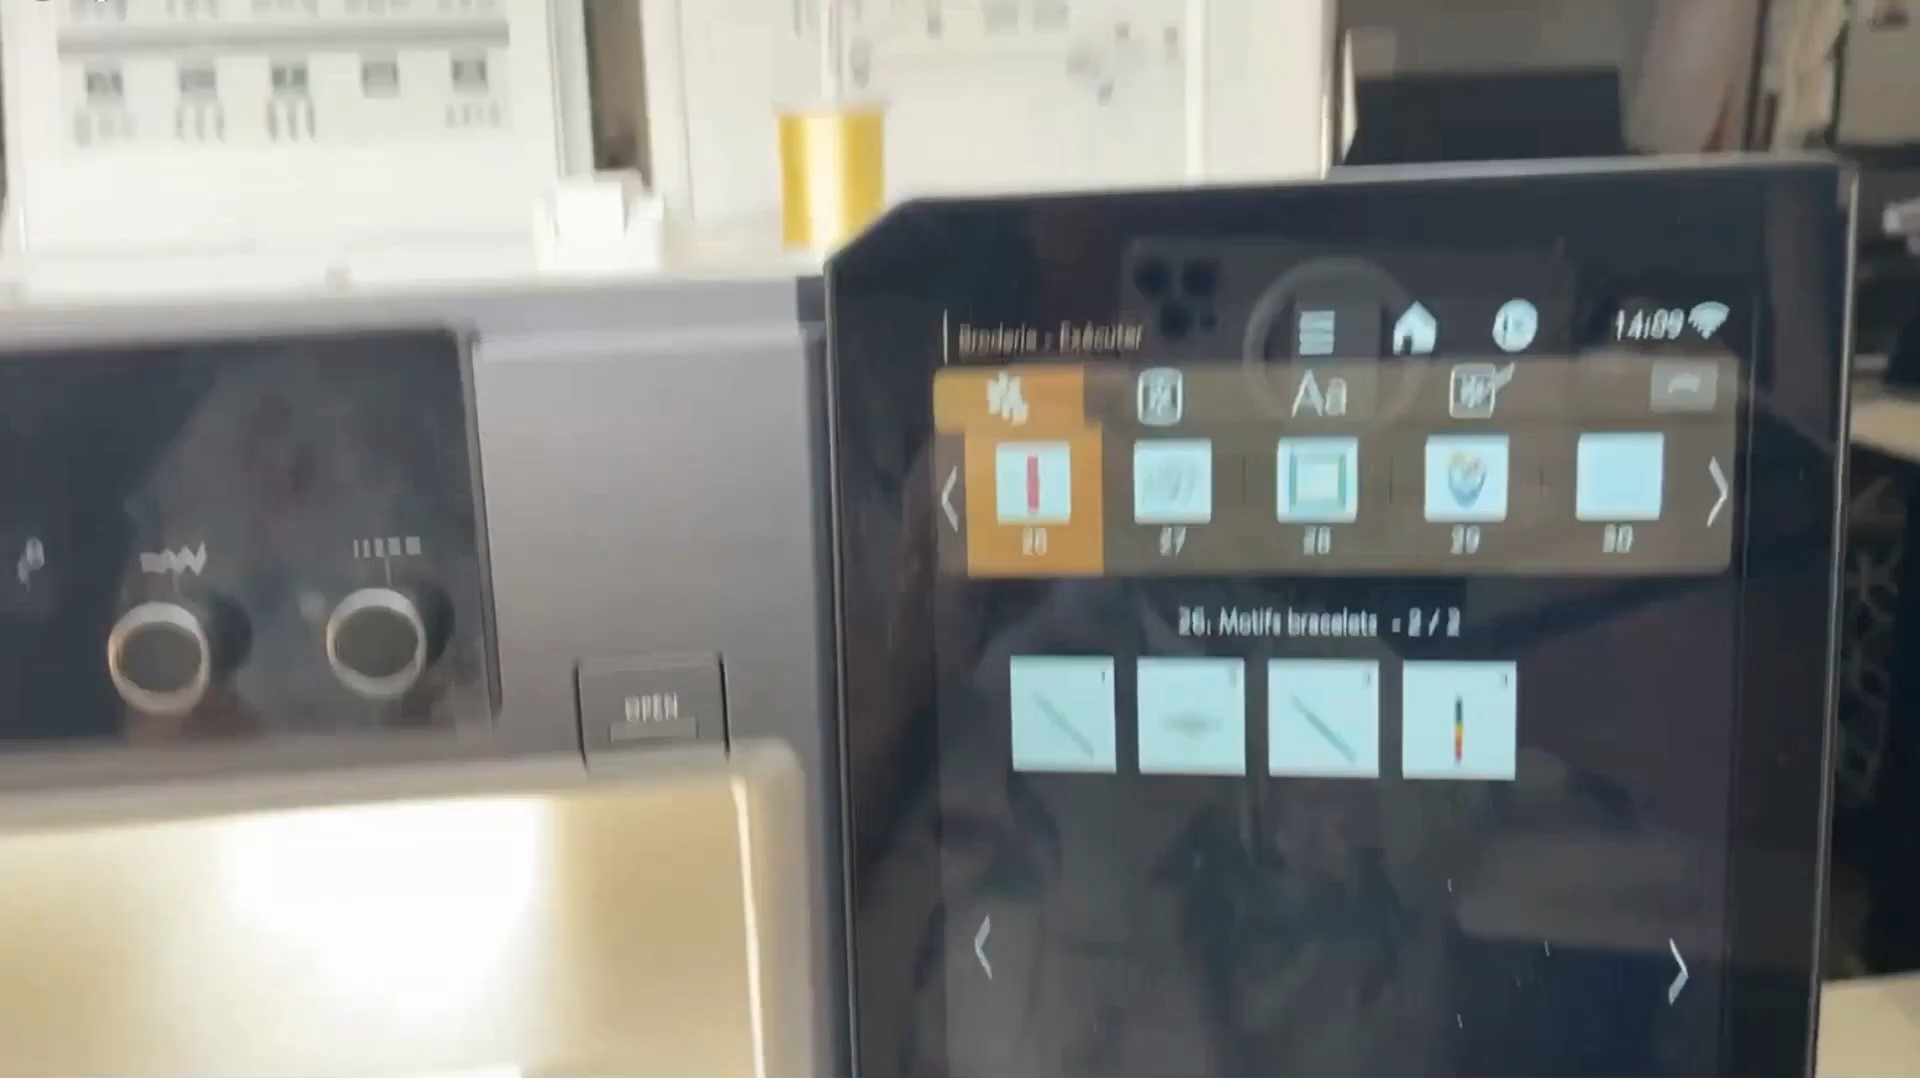 Broderie : Exécuter
14:09
Aa
26 27 28 29 30
26: Motifs bracelets : 2 / 2
OPEN